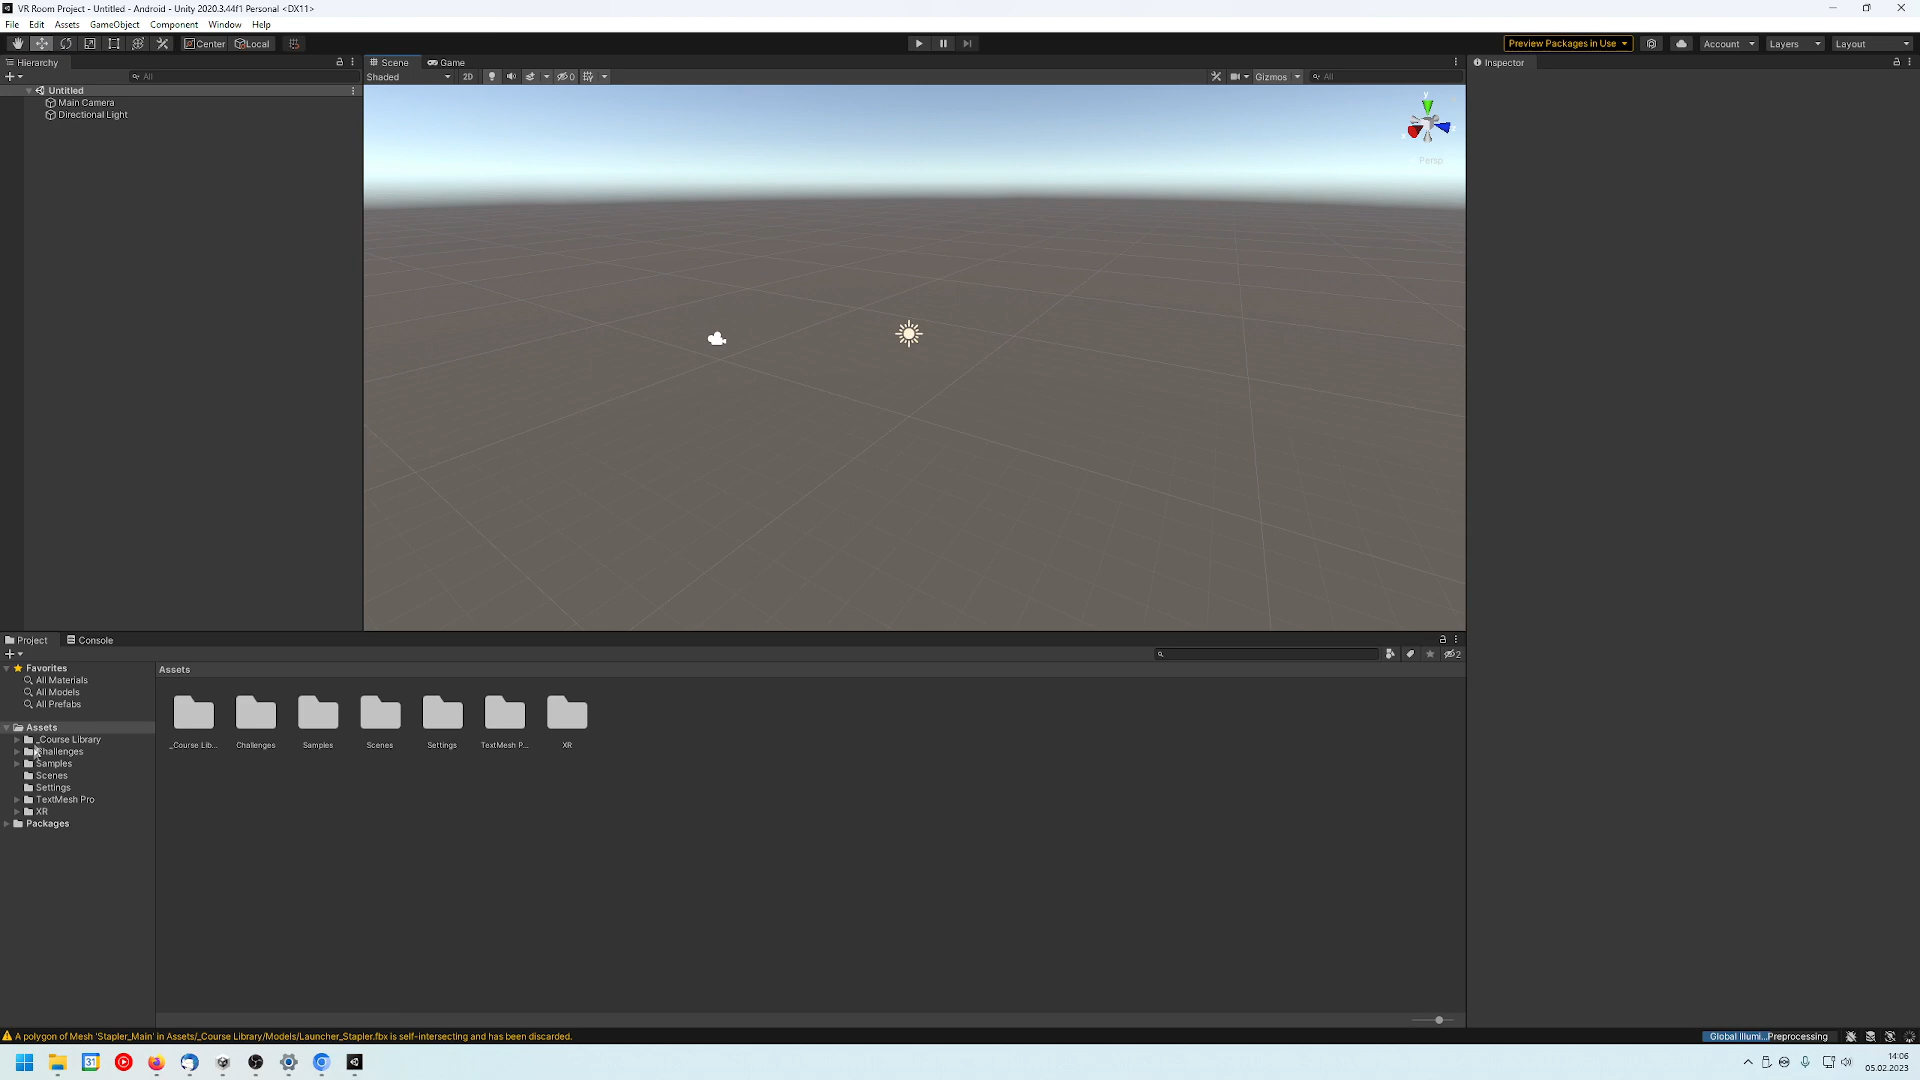 VR Room Project - Untitled - Android - Unity 2020.3.44f1 Personal <DX11>
File Edit Assets GameObject Component Window Help
Center Local Preview Packages in Use Account Layers Layout
Hierarchy Scene Game Inspector
All Shaded 2D 0 Gizmos All
Untitled
Main Camera
Directional Light
y
Persp
Project Console
2
Favorites Assets
All Materials
All Models
All Prefabs
Assets
_Course Library
Challenges
Samples
Scenes
Settings
TextMesh Pro
XR
Packages
_Course Lib... Challenges Samples Scenes Settings TextMesh P... XR
A polygon of Mesh 'Stapler_Main' in Assets/_Course Library/Models/Launcher_Stapler.fbx is self-intersecting and has been discarded.
Global Illumi... Preprocessing
31
14:06
05.02.2023